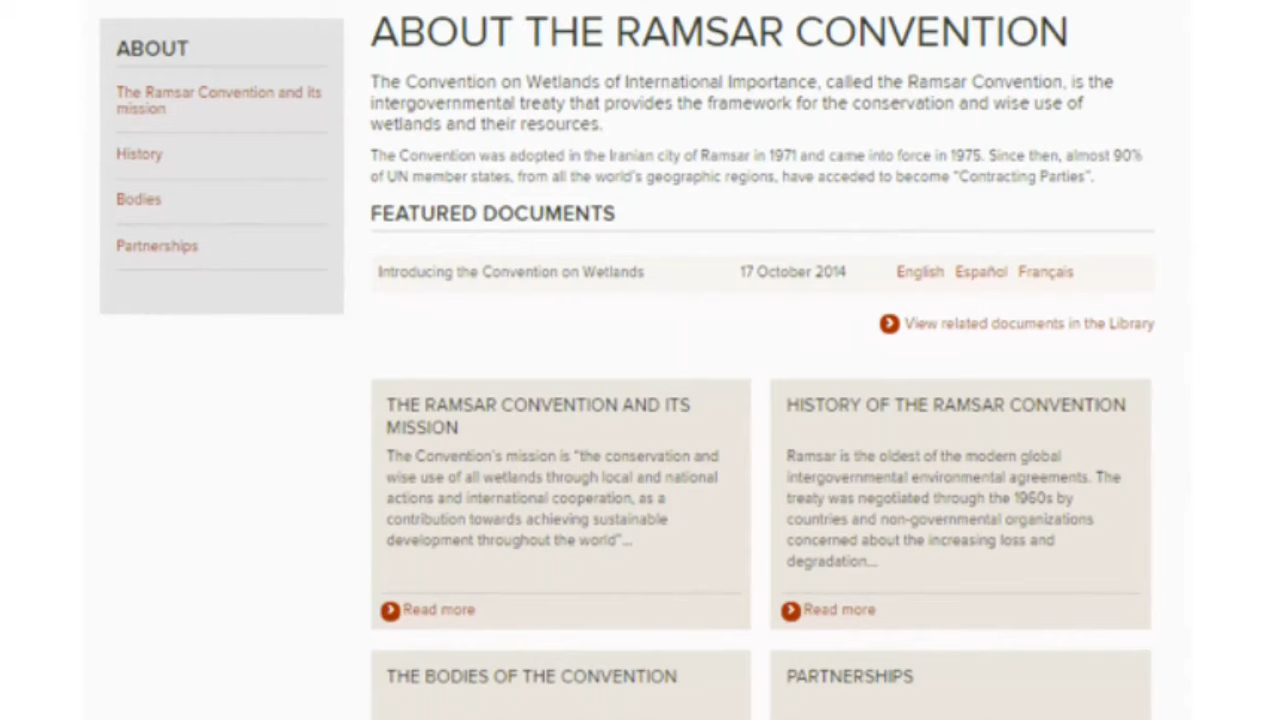 ABOUT
The Ramsar Convention and its
mission
History
Bodies
Partnerships
ABOUT THE RAMSAR CONVENTION
The Convention on Wetlands of International Importance, called the Ramsar Convention, is the
intergovernmental treaty that provides the framework for the conservation and wise use of
wetlands and their resources.
The Convention was adopted in the Iranian city of Ramsar in 1971 and came into force in 1975. Since then, almost 90%
of UN member states, from all the world's geographic regions, have acceded to become “Contracting Parties”.
FEATURED DOCUMENTS
Introducing the Convention on Wetlands 17 October 2014 English Español Français
View related documents in the Library
THE RAMSAR CONVENTION AND ITS
MISSION
The Convention's mission is “the conservation and
wise use of all wetlands through local and national
actions and international cooperation, as a
contribution towards achieving sustainable
development throughout the world”...
Read more
HISTORY OF THE RAMSAR CONVENTION
Ramsar is the oldest of the modern global
intergovernmental environmental agreements. The
treaty was negotiated through the 1960s by
countries and non-governmental organizations
concerned about the increasing loss and
degradation...
Read more
THE BODIES OF THE CONVENTION
PARTNERSHIPS